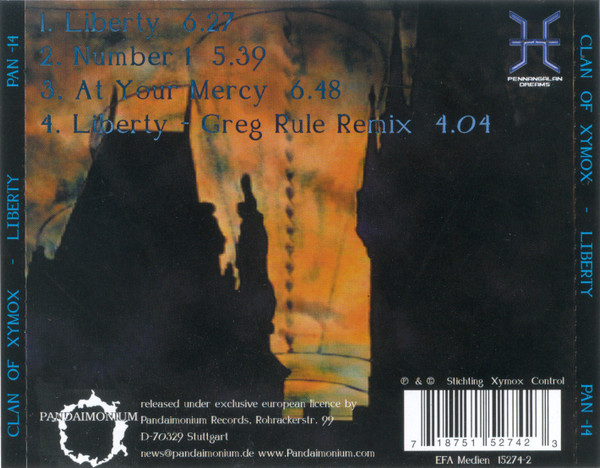 1. Liberty 6.27
2. Number 1 5.39
3. At Your Mercy 6.48
4. Liberty - Greg Rule Remix 4.04
PENNANGALAN
DREAMS
CLAN OF XYMOX - LIBERTY PAN -14
CLAN OF XYMOX - LIBERTY PAN -14
PANDAIMONIUM
released under exclusive european licence by
Pandaimonium Records, Rohrackerstr. 99
D-70329 Stuttgart
news@pandaimonium.de www.Pandaimonium.com
℗ & © Stichting Xymox Control
7 18751 52742 3
EFA Medien 15274-2